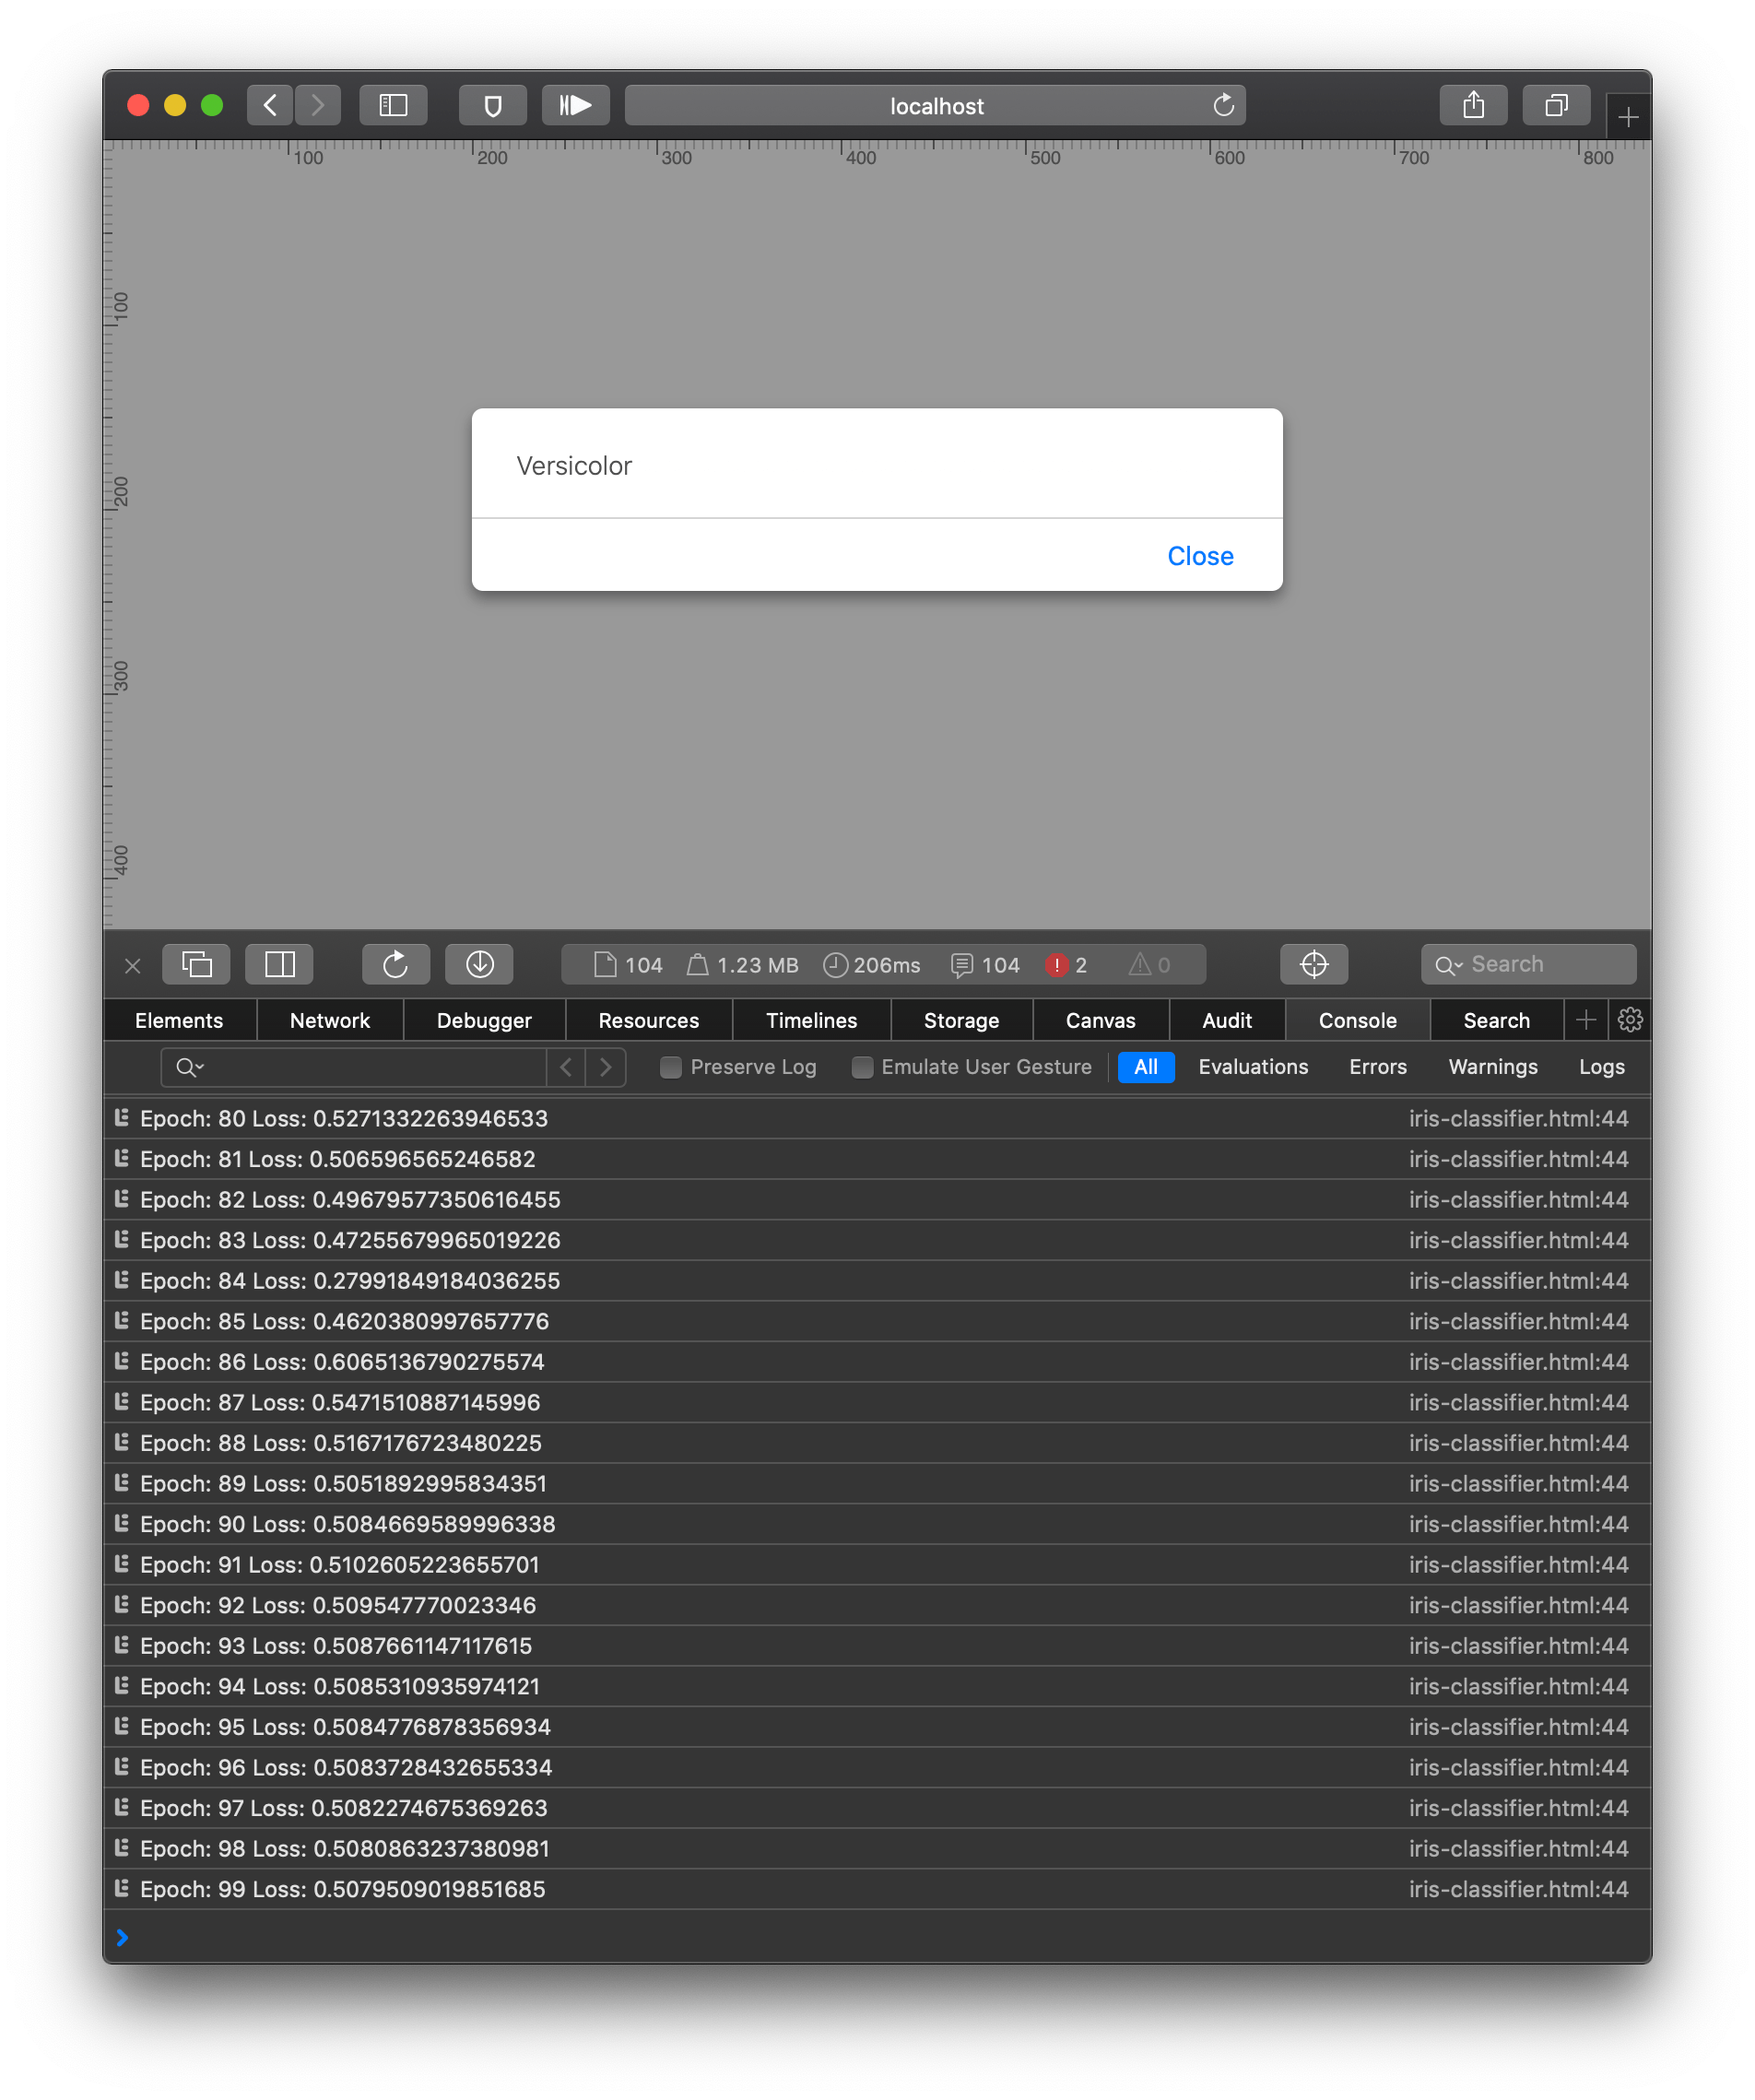 localhost
100 200 300 400 500 600 700 800
100
200
300
400
Versicolor
Close
104 1.23 MB 206ms 104 2 0 Search
Elements Network Debugger Resources Timelines Storage Canvas Audit Console Search
Preserve Log Emulate User Gesture All Evaluations Errors Warnings Logs
Epoch: 80 Loss: 0.5271332263946533 iris-classifier.html:44
Epoch: 81 Loss: 0.506596565246582 iris-classifier.html:44
Epoch: 82 Loss: 0.49679577350616455 iris-classifier.html:44
Epoch: 83 Loss: 0.47255679965019226 iris-classifier.html:44
Epoch: 84 Loss: 0.27991849184036255 iris-classifier.html:44
Epoch: 85 Loss: 0.4620380997657776 iris-classifier.html:44
Epoch: 86 Loss: 0.6065136790275574 iris-classifier.html:44
Epoch: 87 Loss: 0.5471510887145996 iris-classifier.html:44
Epoch: 88 Loss: 0.5167176723480225 iris-classifier.html:44
Epoch: 89 Loss: 0.5051892995834351 iris-classifier.html:44
Epoch: 90 Loss: 0.5084669589996338 iris-classifier.html:44
Epoch: 91 Loss: 0.5102605223655701 iris-classifier.html:44
Epoch: 92 Loss: 0.509547770023346 iris-classifier.html:44
Epoch: 93 Loss: 0.5087661147117615 iris-classifier.html:44
Epoch: 94 Loss: 0.5085310935974121 iris-classifier.html:44
Epoch: 95 Loss: 0.5084776878356934 iris-classifier.html:44
Epoch: 96 Loss: 0.5083728432655334 iris-classifier.html:44
Epoch: 97 Loss: 0.5082274675369263 iris-classifier.html:44
Epoch: 98 Loss: 0.5080863237380981 iris-classifier.html:44
Epoch: 99 Loss: 0.5079509019851685 iris-classifier.html:44